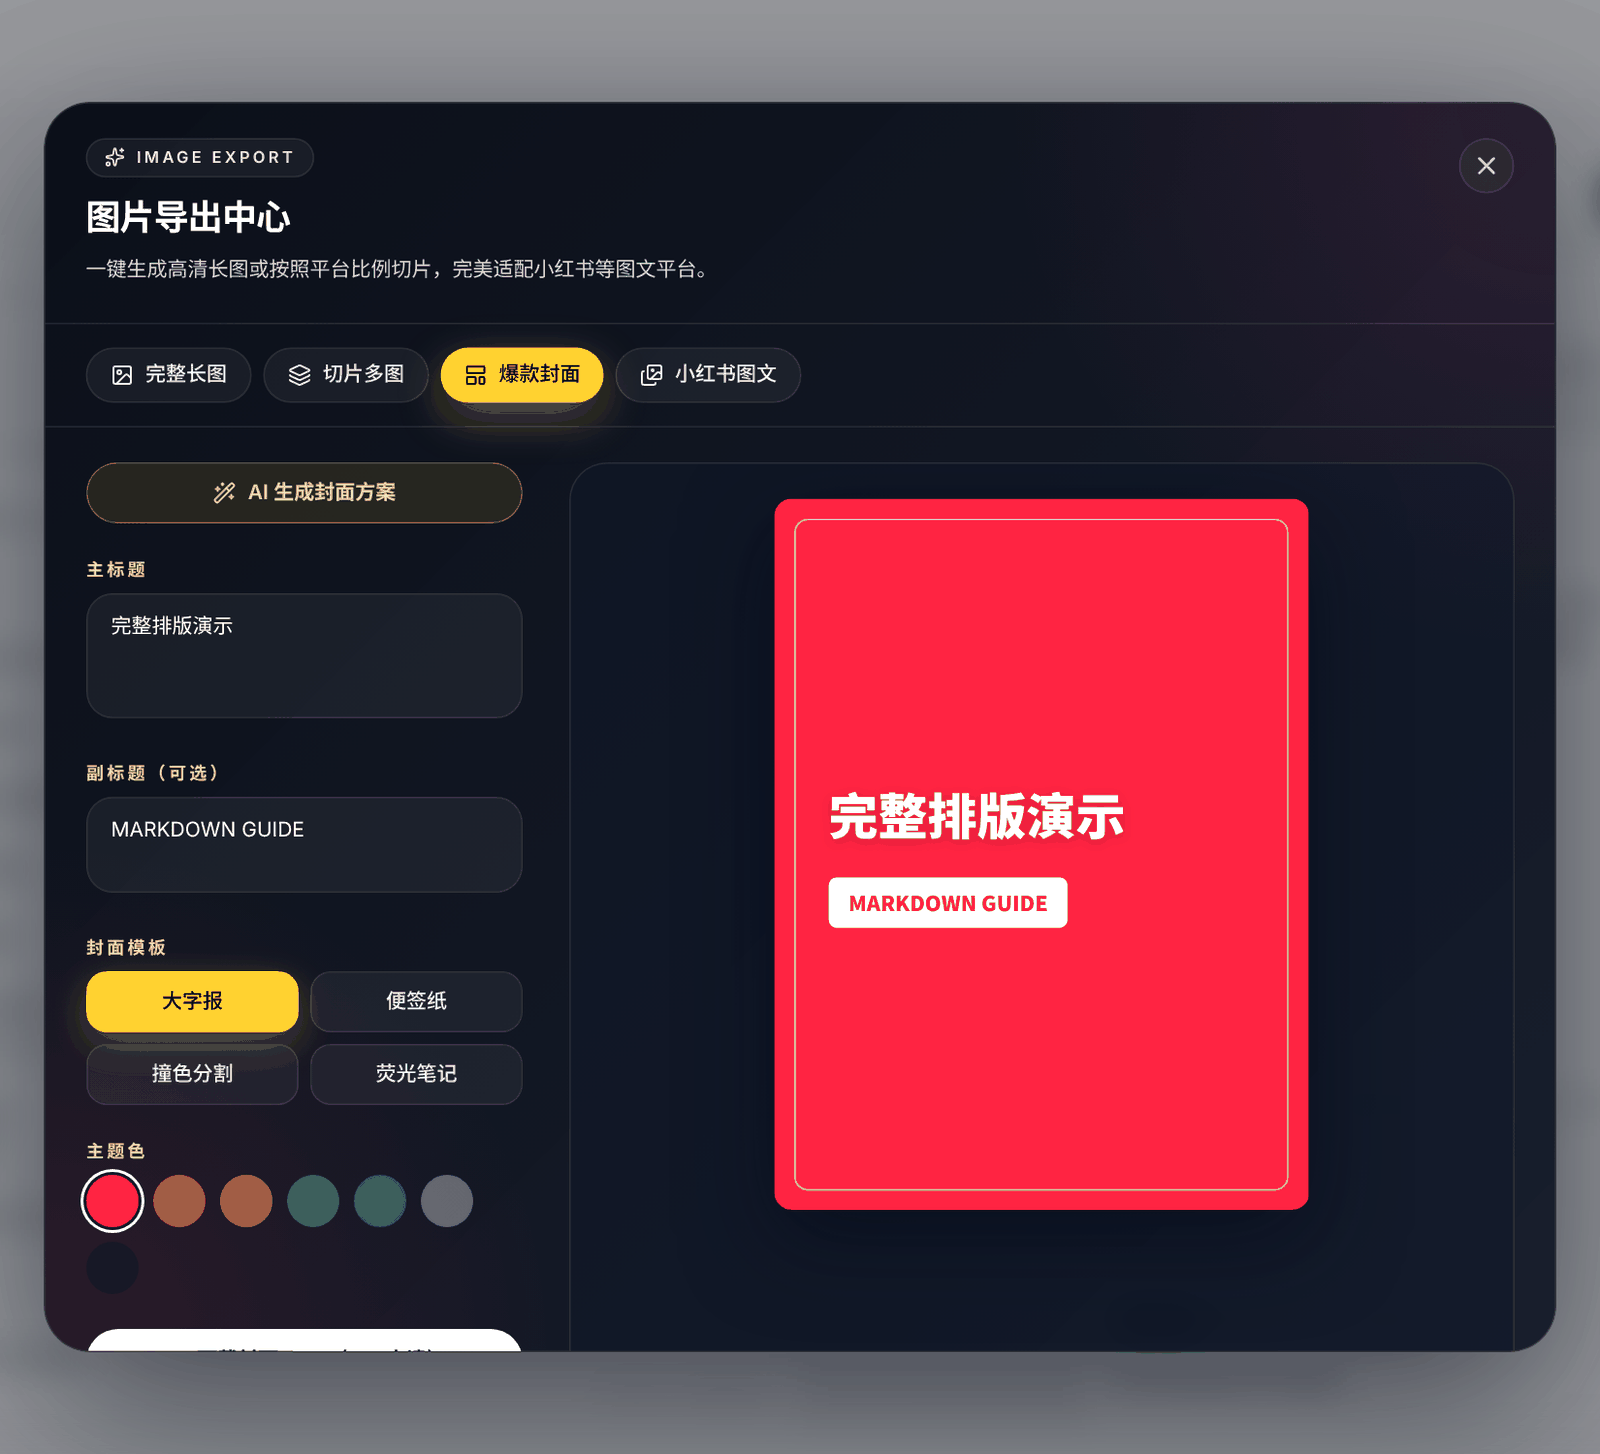 IMAGE EXPORT
图片导出中心
一键生成高清长图或按照平台比例切片，完美适配小红书等图文平台。
完整长图
切片多图
爆款封面
小红书图文
AI 生成封面方案
主标题
完整排版演示
副标题（可选）
MARKDOWN GUIDE
封面模板
大字报
便签纸
撞色分割
荧光笔记
主题色
完整排版演示
MARKDOWN GUIDE